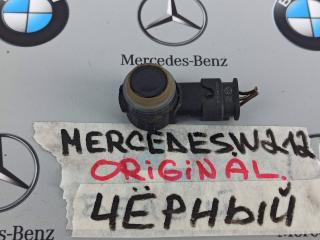 Mercedes-Benz
MERCEDES.W212
ORiGiNAL.
ЧЁРНЫЙ